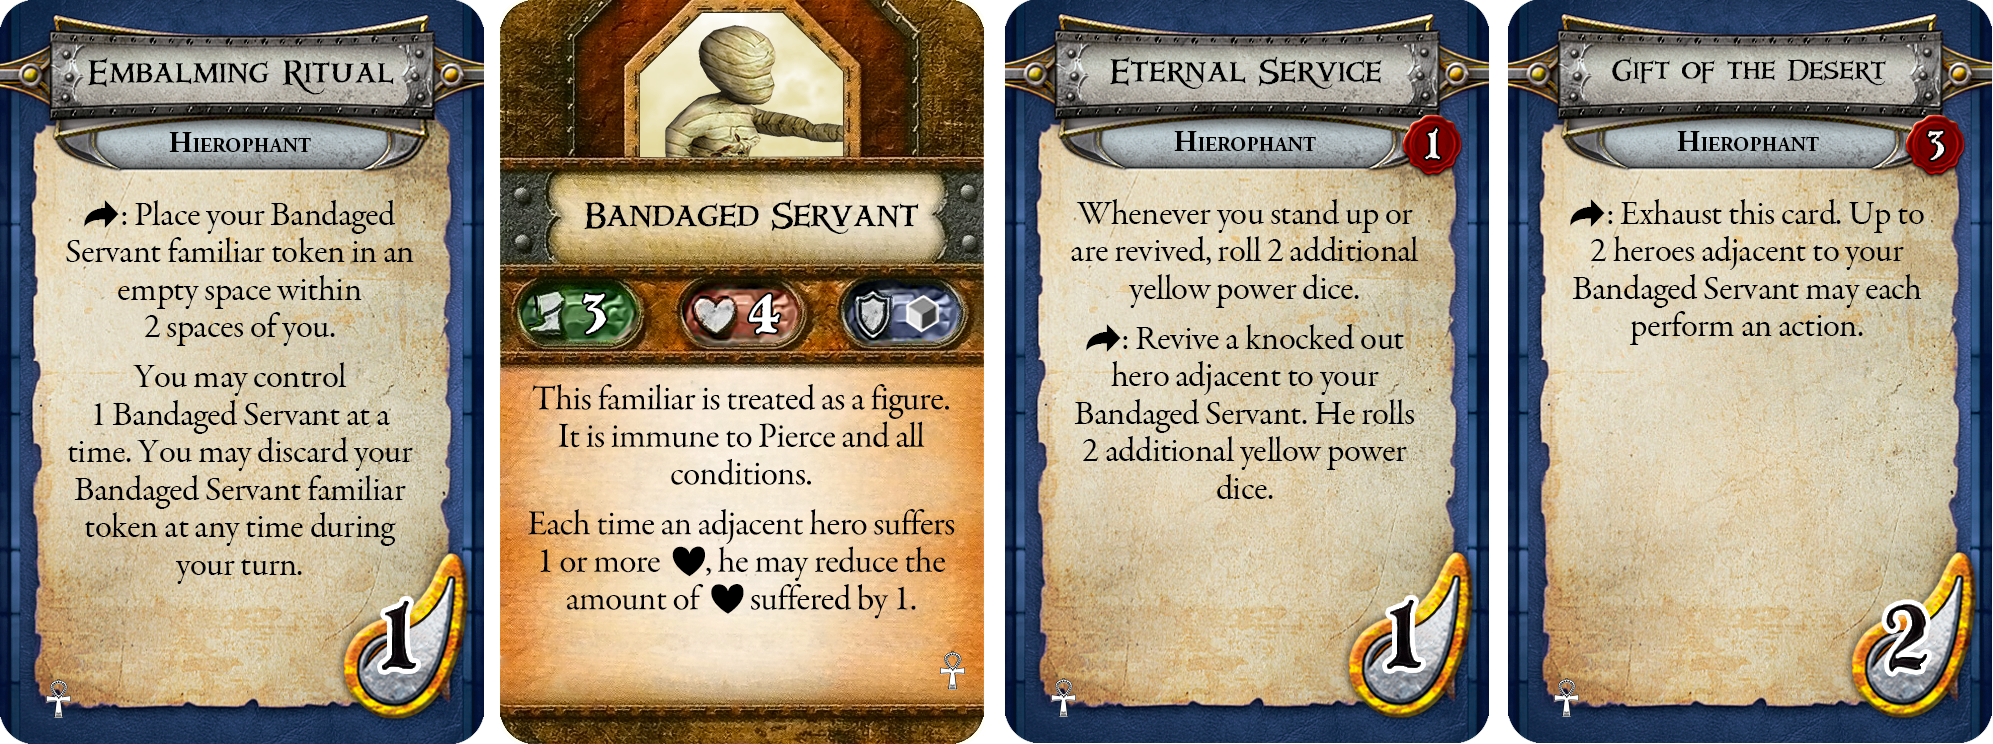 Embalming Ritual
Hierophant
: Place your Bandaged
Servant familiar token in an
empty space within
2 spaces of you.
You may control
1 Bandaged Servant at a
time. You may discard your
Bandaged Servant familiar
token at any time during
your turn.
1
Bandaged Servant
3 4
This familiar is treated as a figure.
It is immune to Pierce and all
conditions.
Each time an adjacent hero suffers
1 or more ♥, he may reduce the
amount of ♥ suffered by 1.
Eternal Service
Hierophant
1
Whenever you stand up or
are revived, roll 2 additional
yellow power dice.
: Revive a knocked out
hero adjacent to your
Bandaged Servant. He rolls
2 additional yellow power
dice.
1
Gift of the Desert
Hierophant
3
: Exhaust this card. Up to
2 heroes adjacent to your
Bandaged Servant may each
perform an action.
2